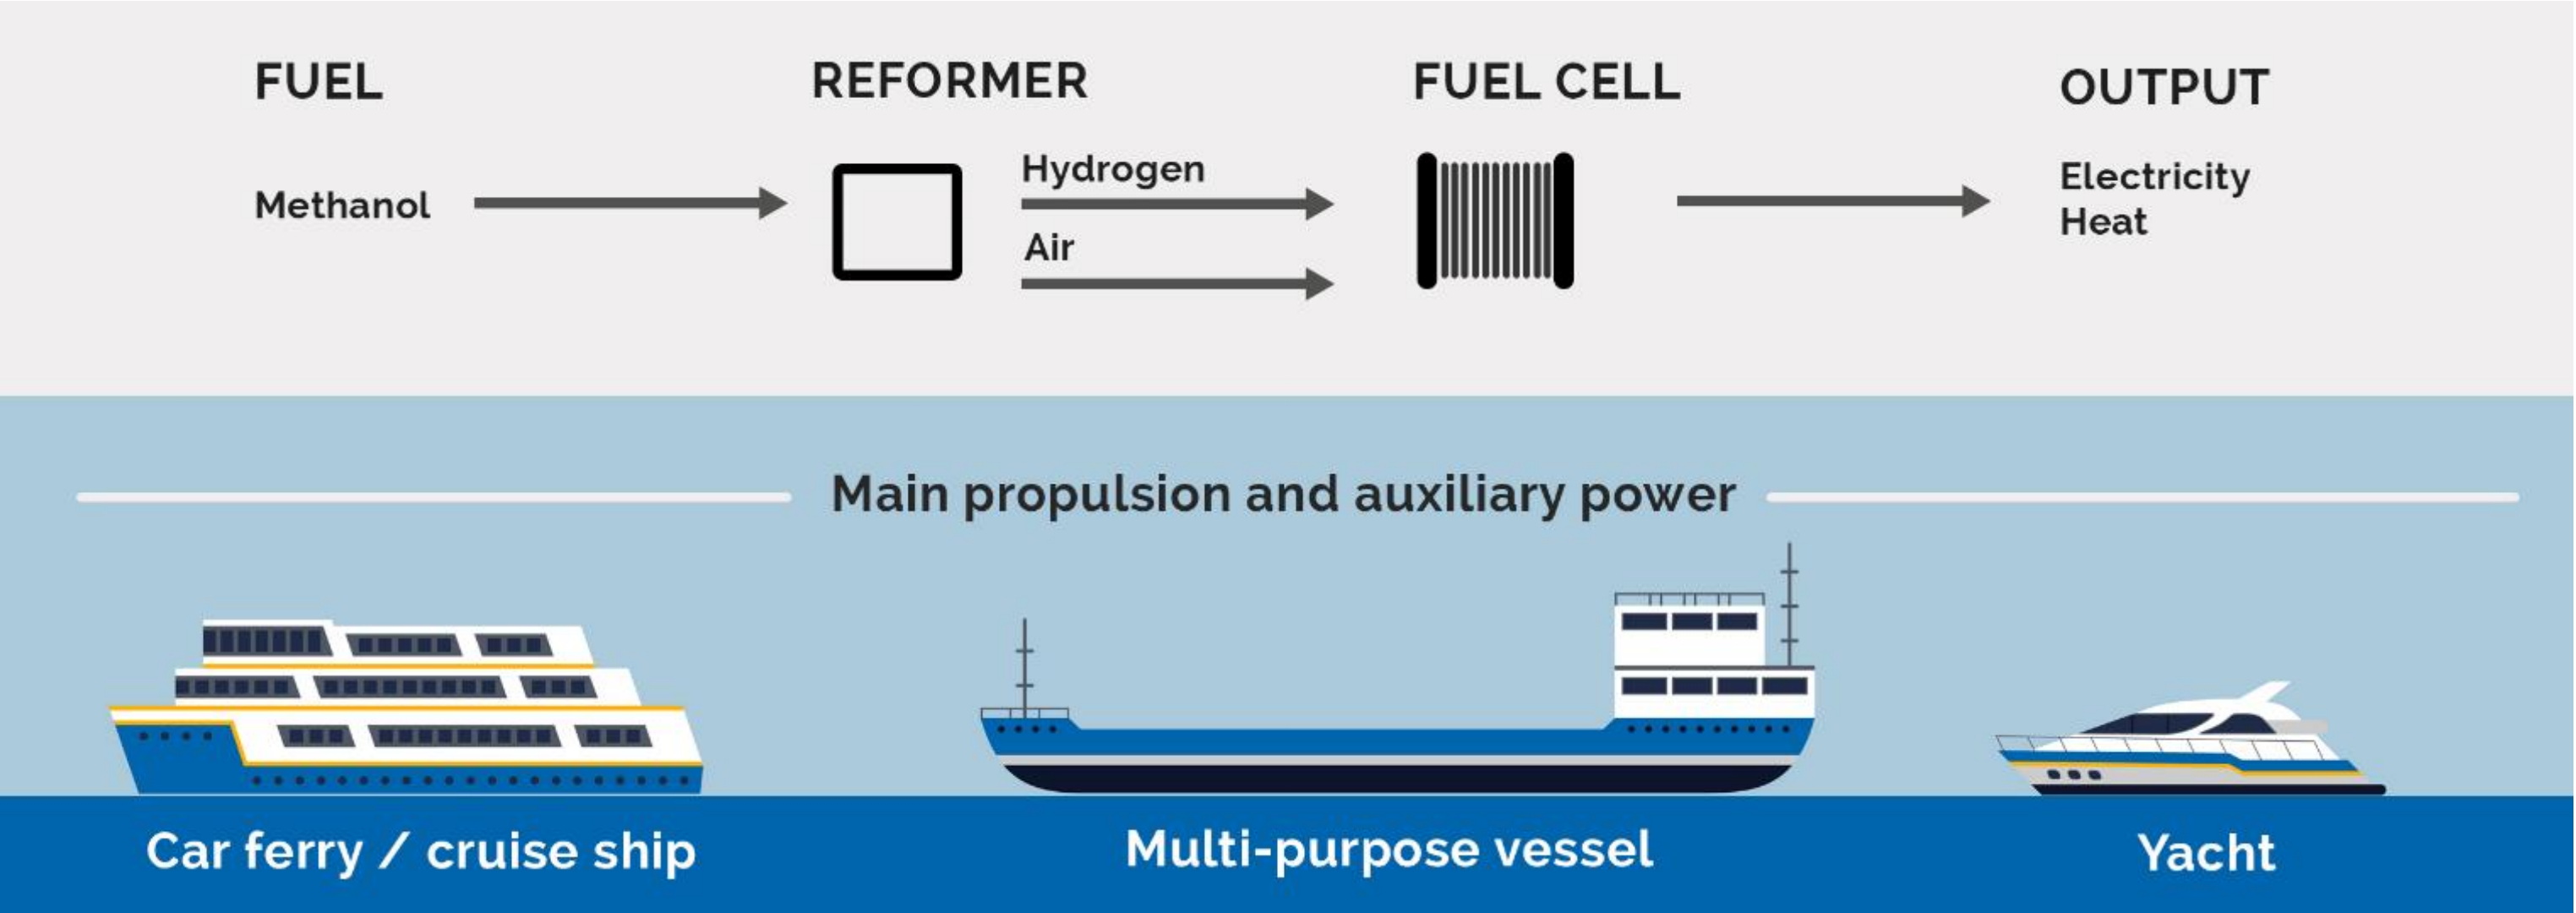 FUEL
REFORMER
FUEL CELL
OUTPUT
Methanol
Hydrogen
Air
Electricity
Heat
Main propulsion and auxiliary power
Car ferry / cruise ship
Multi-purpose vessel
Yacht